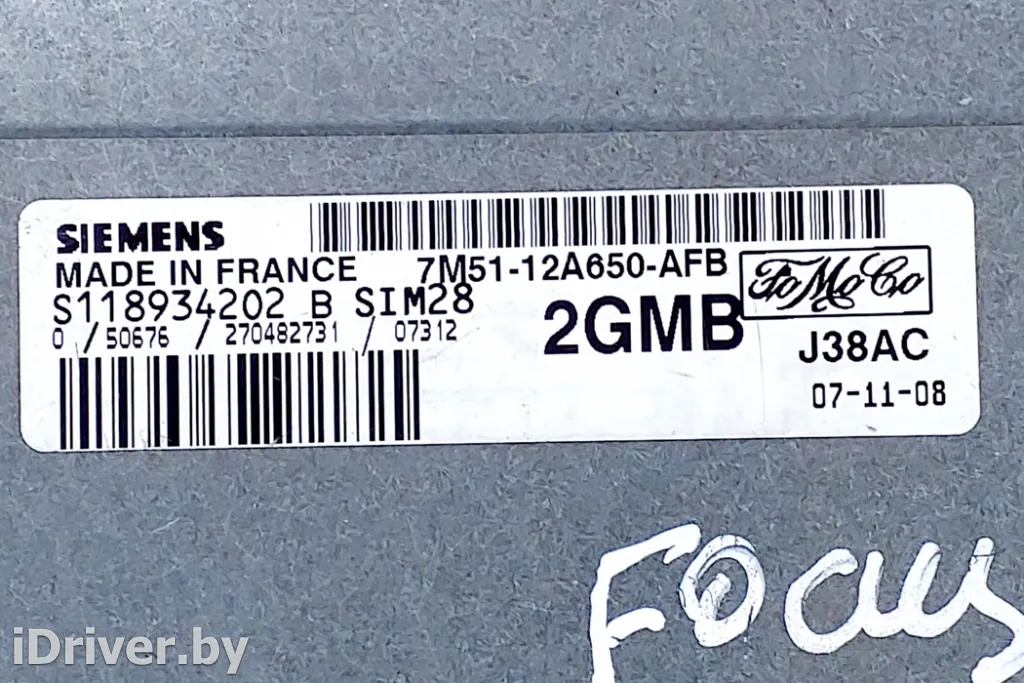 SIEMENS
MADE IN FRANCE 7M51-12A650-AFB
FoMoCo
S118934202 B SIM28
2GMB
0 / 50676 / 270482731 / 07312
J38AC
07-11-08
Focus
iDriver.by